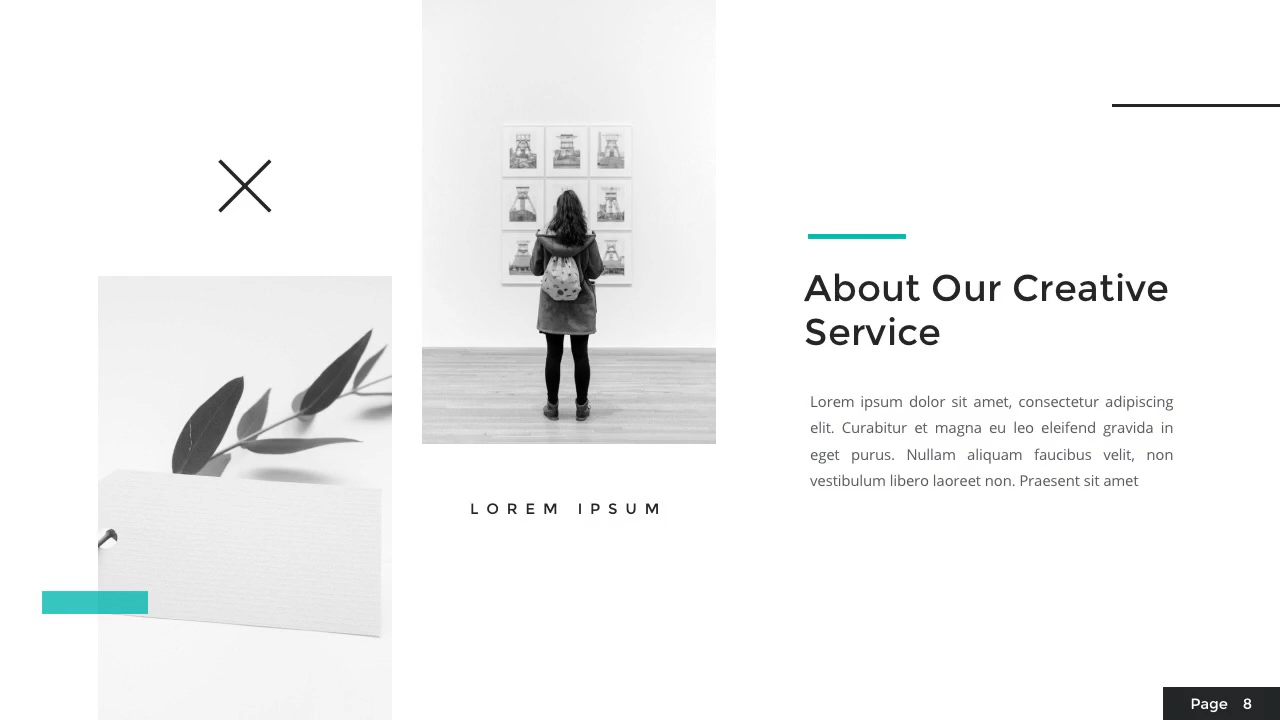 About Our Creative
Service
Lorem ipsum dolor sit amet, consectetur adipiscing
elit. Curabitur et magna eu leo eleifend gravida in
eget purus. Nullam aliquam faucibus velit, non
vestibulum libero laoreet non. Praesent sit amet
LOREM IPSUM
Page 8